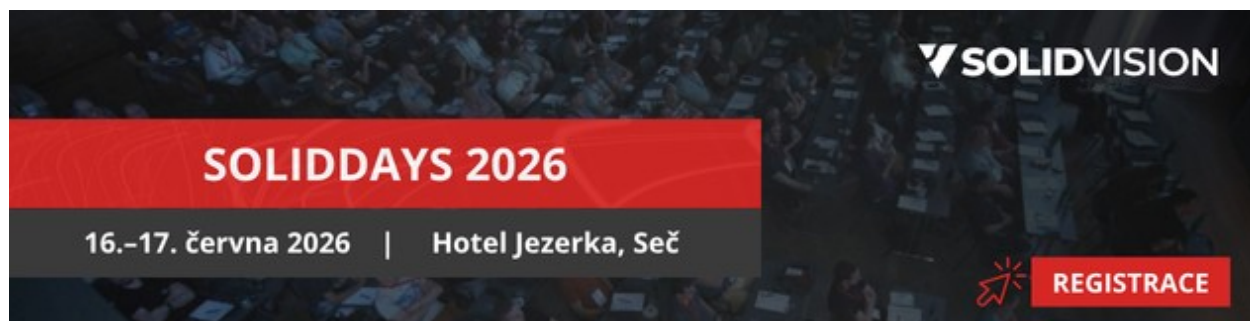 SOLIDVISION
SOLIDDAYS 2026
16.–17. června 2026 | Hotel Jezerka, Seč
REGISTRACE